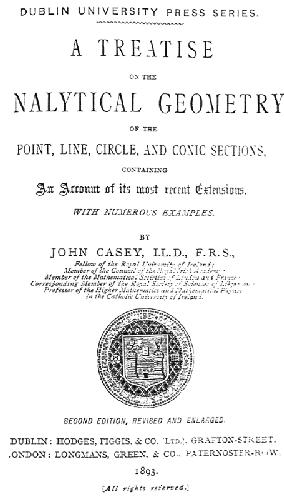 DUBLIN UNIVERSITY PRESS SERIES.
A TREATISE
ON THE
NALYTICAL GEOMETRY
OF THE
POINT, LINE, CIRCLE, AND CONIC SECTIONS,
CONTAINING
An Account of its most recent Extensions,
WITH NUMEROUS EXAMPLES.
BY
JOHN CASEY, LL.D., F.R.S.,
Fellow of the Royal University of Ireland;
Member of the Council of the Royal Irish Academy;
Member of the Mathematical Societies of London and France;
Corresponding Member of the Royal Society of Sciences of Liège; and
Professor of the Higher Mathematics and Mathematical Physics
in the Catholic University of Ireland.
SECOND EDITION, REVISED AND ENLARGED.
DUBLIN: HODGES, FIGGIS, & CO. (LTD.), GRAFTON-STREET.
LONDON: LONGMANS, GREEN, & CO., PATERNOSTER-ROW.
1893.
(All rights reserved.)